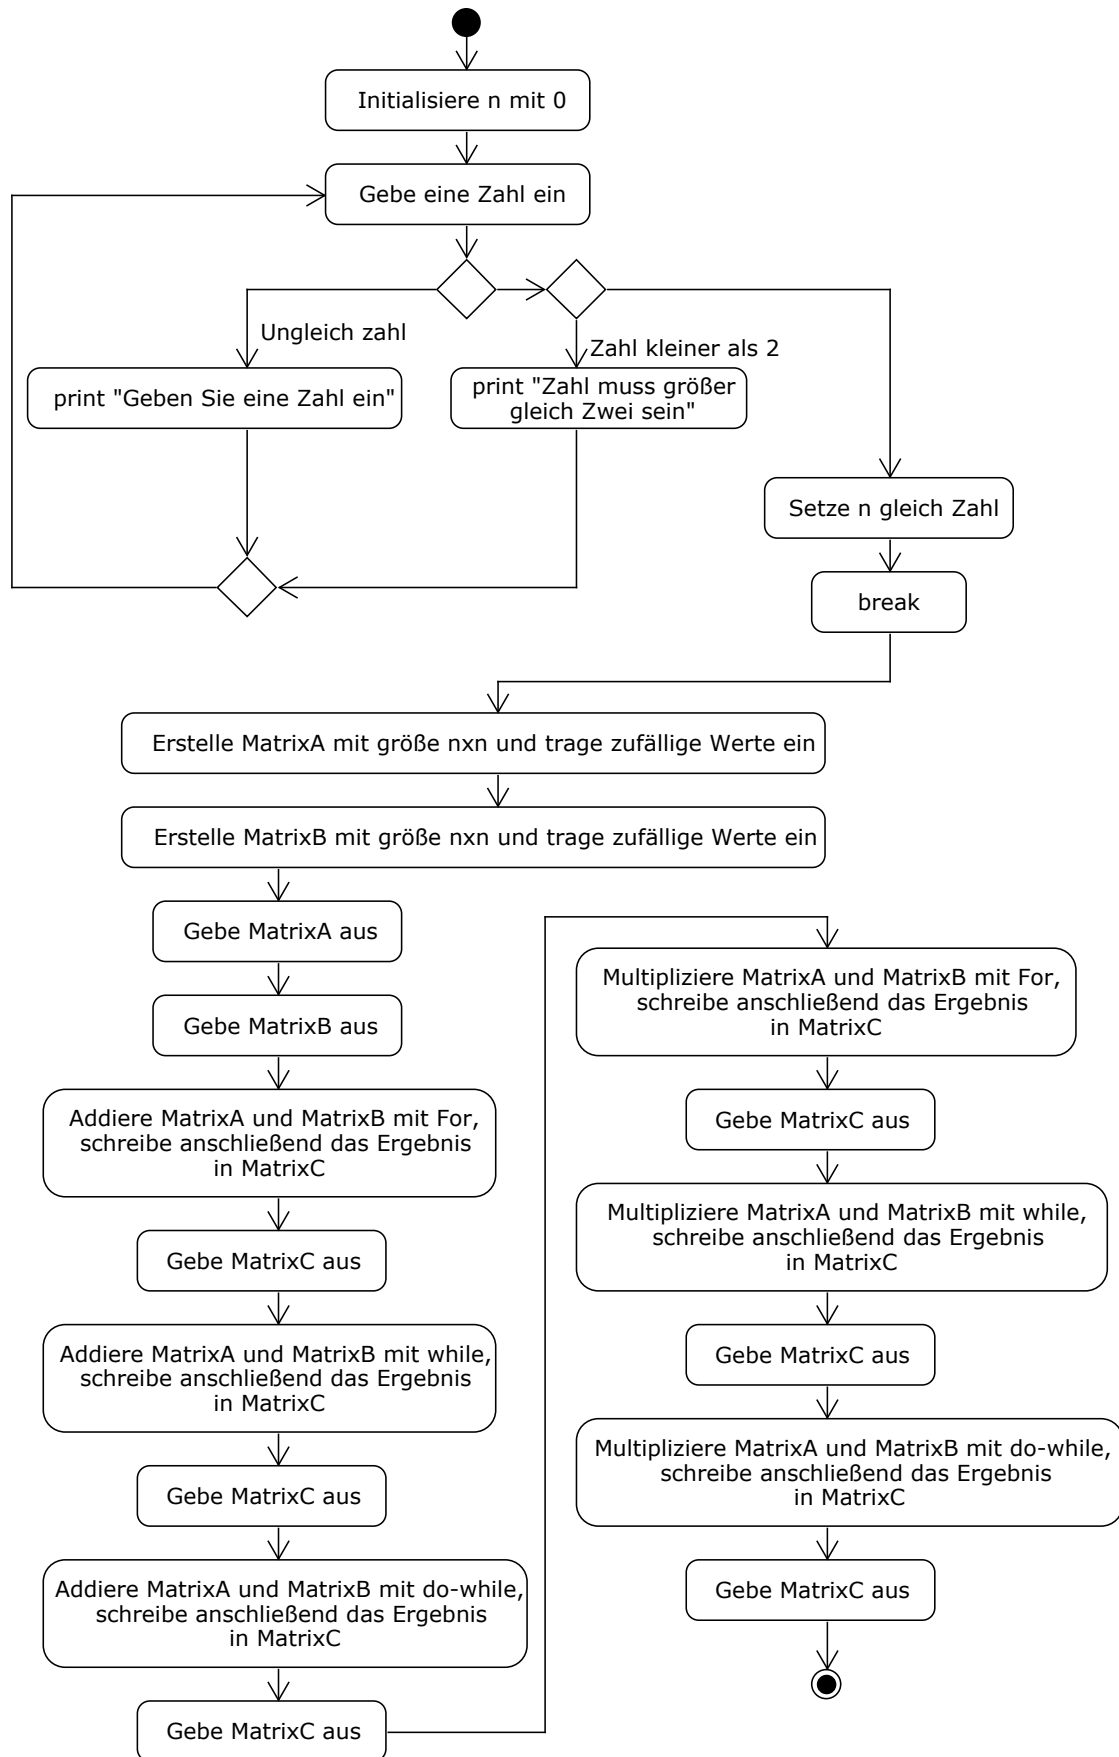 Initialisiere n mit 0
Gebe eine Zahl ein
Ungleich zahl
Zahl kleiner als 2
print "Geben Sie eine Zahl ein"
print "Zahl muss größer
gleich Zwei sein"
Setze n gleich Zahl
break
Erstelle MatrixA mit größe nxn und trage zufällige Werte ein
Erstelle MatrixB mit größe nxn und trage zufällige Werte ein
Gebe MatrixA aus
Gebe MatrixB aus
Addiere MatrixA und MatrixB mit For,
schreibe anschließend das Ergebnis
in MatrixC
Gebe MatrixC aus
Addiere MatrixA und MatrixB mit while,
schreibe anschließend das Ergebnis
in MatrixC
Gebe MatrixC aus
Addiere MatrixA und MatrixB mit do-while,
schreibe anschließend das Ergebnis
in MatrixC
Gebe MatrixC aus
Multipliziere MatrixA und MatrixB mit For,
schreibe anschließend das Ergebnis
in MatrixC
Gebe MatrixC aus
Multipliziere MatrixA und MatrixB mit while,
schreibe anschließend das Ergebnis
in MatrixC
Gebe MatrixC aus
Multipliziere MatrixA und MatrixB mit do-while,
schreibe anschließend das Ergebnis
in MatrixC
Gebe MatrixC aus